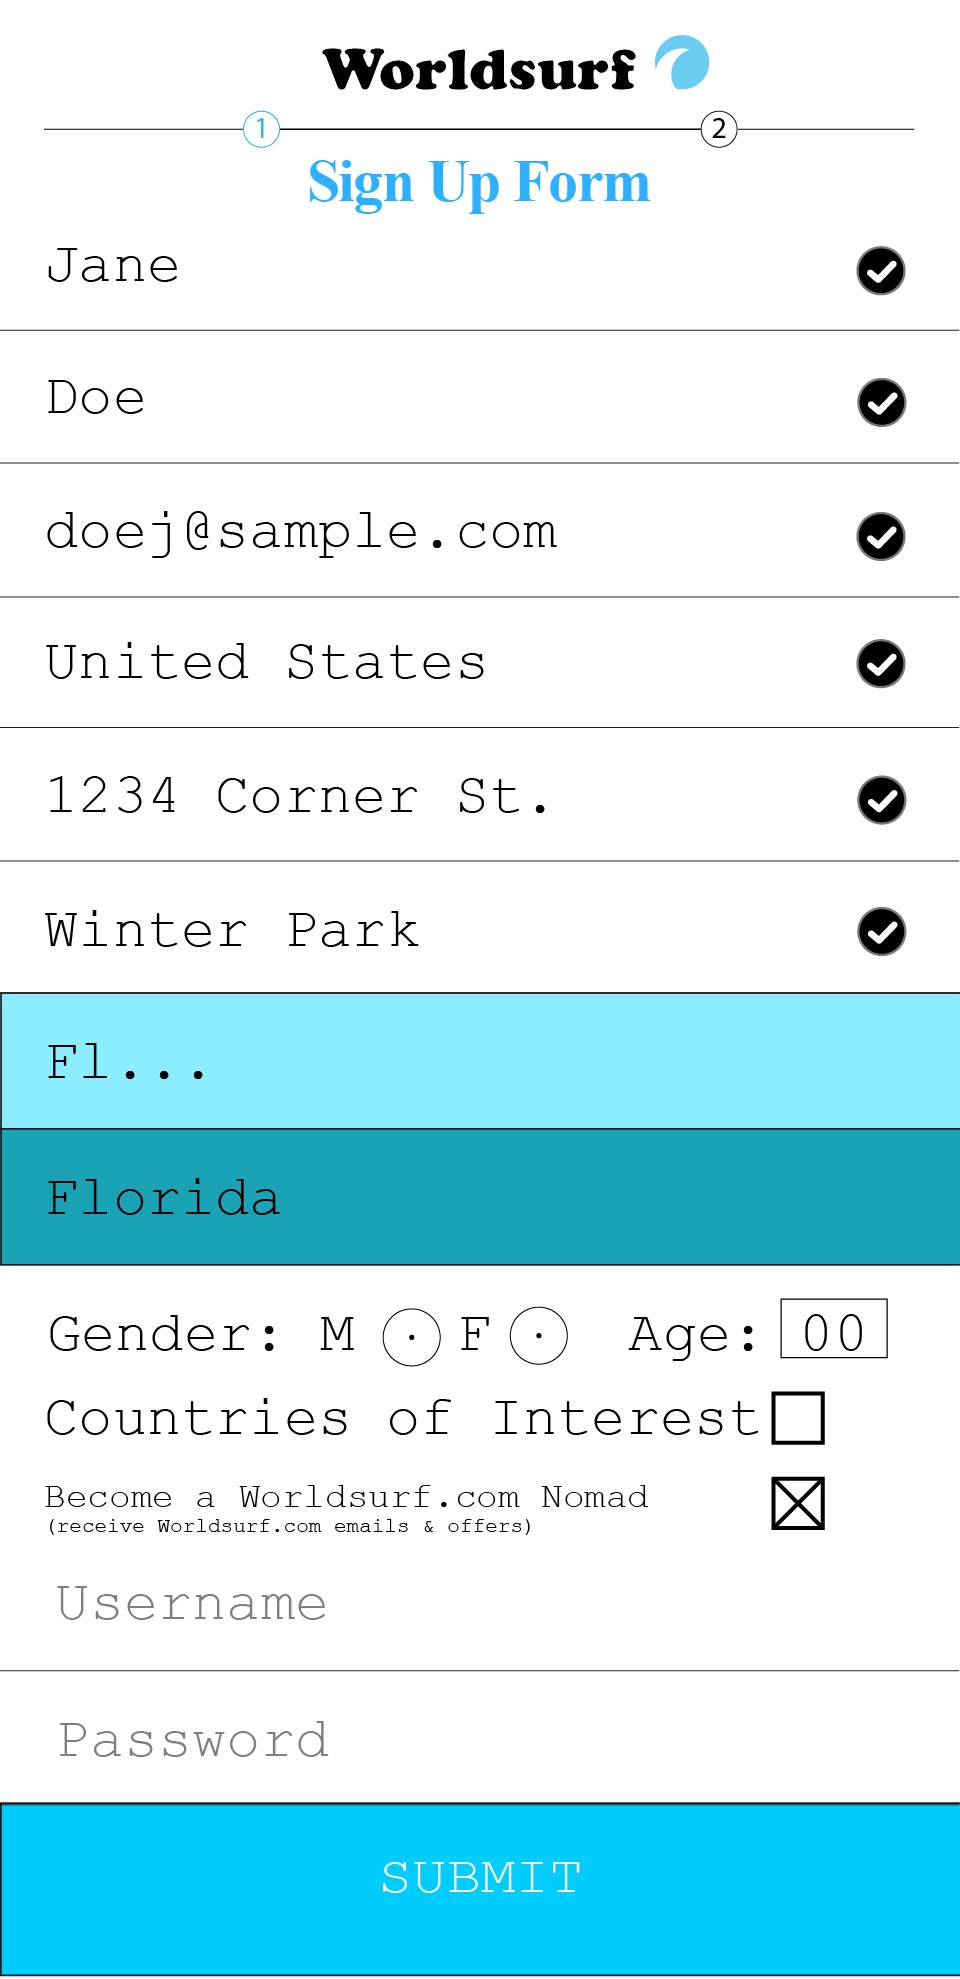 Worldsurf
1 2
Sign Up Form
Jane
Doe
doej@sample.com
United States
1234 Corner St.
Winter Park
Fl...
Florida
Gender: M F Age: 00
Countries of Interest
Become a Worldsurf.com Nomad
(receive Worldsurf.com emails & offers)
Username
Password
SUBMIT